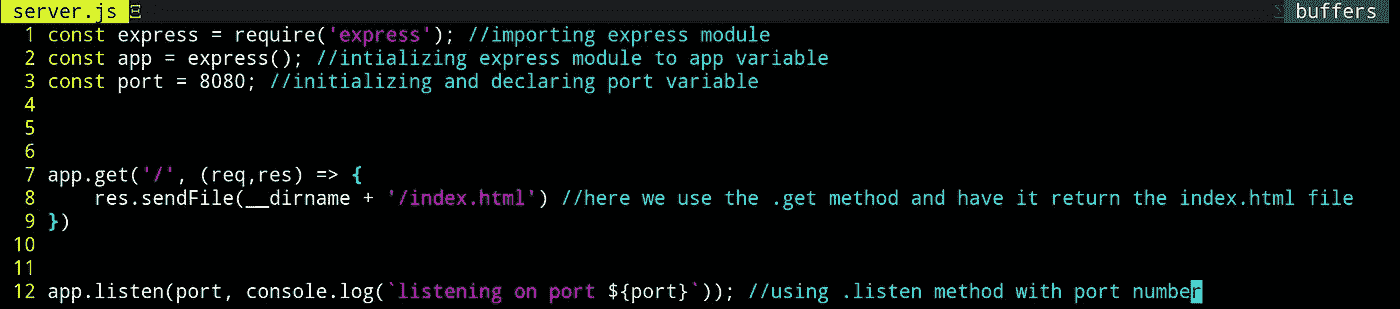 server.js Ξ buffers
1 const express = require('express'); //importing express module
2 const app = express(); //intializing express module to app variable
3 const port = 8080; //initializing and declaring port variable
4
5
6
7 app.get('/', (req,res) => {
8     res.sendFile(__dirname + '/index.html') //here we use the .get method and have it return the index.html file
9 })
10
11
12 app.listen(port, console.log(`listening on port ${port}`)); //using .listen method with port number